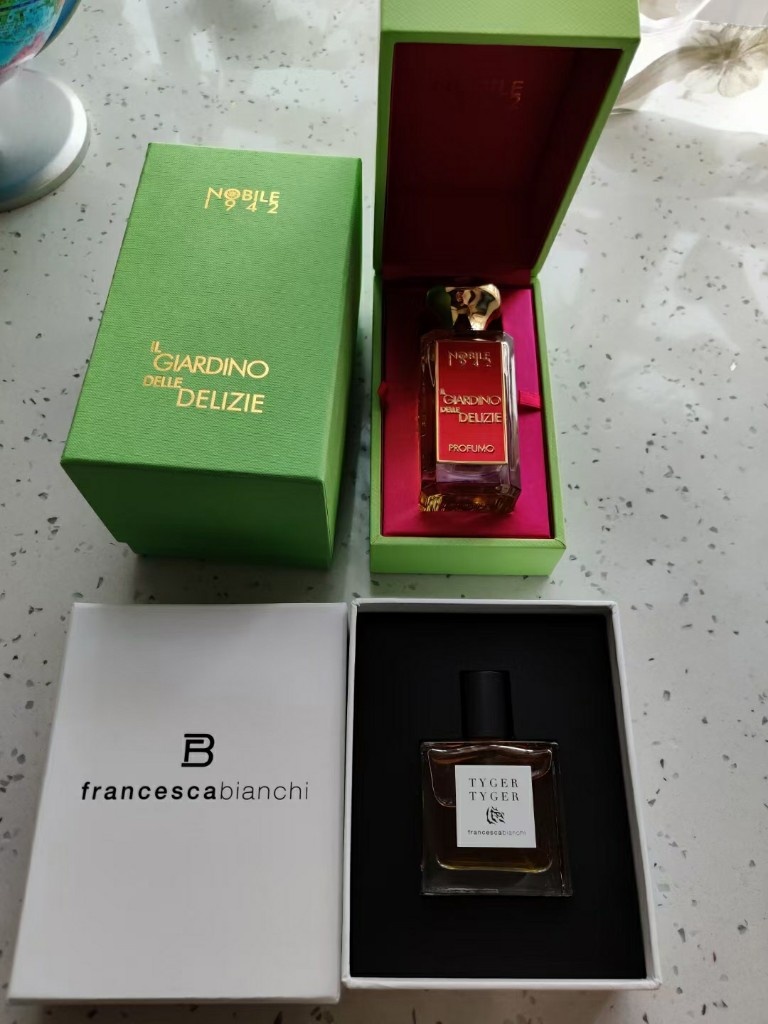 NOBILE
1942
IL
GIARDINO
DELLE
DELIZIE
NOBILE
1942
IL
GIARDINO
DELLE
DELIZIE
PROFUMO
B
francescabianchi
TYGER
TYGER
francescabianchi